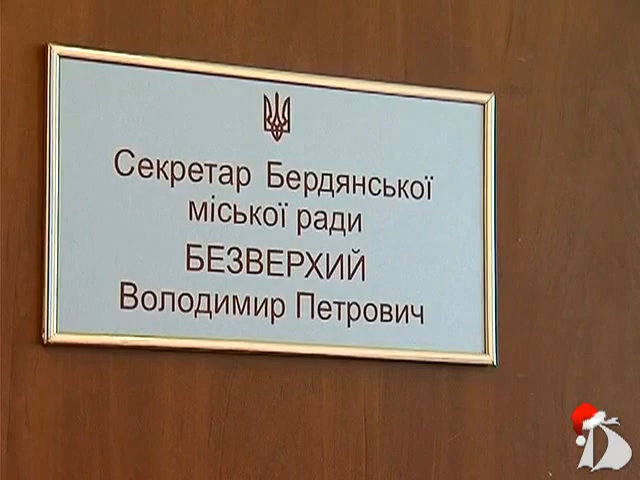 Секретар Бердянської
міської ради
БЕЗВЕРХИЙ
Володимир Петрович